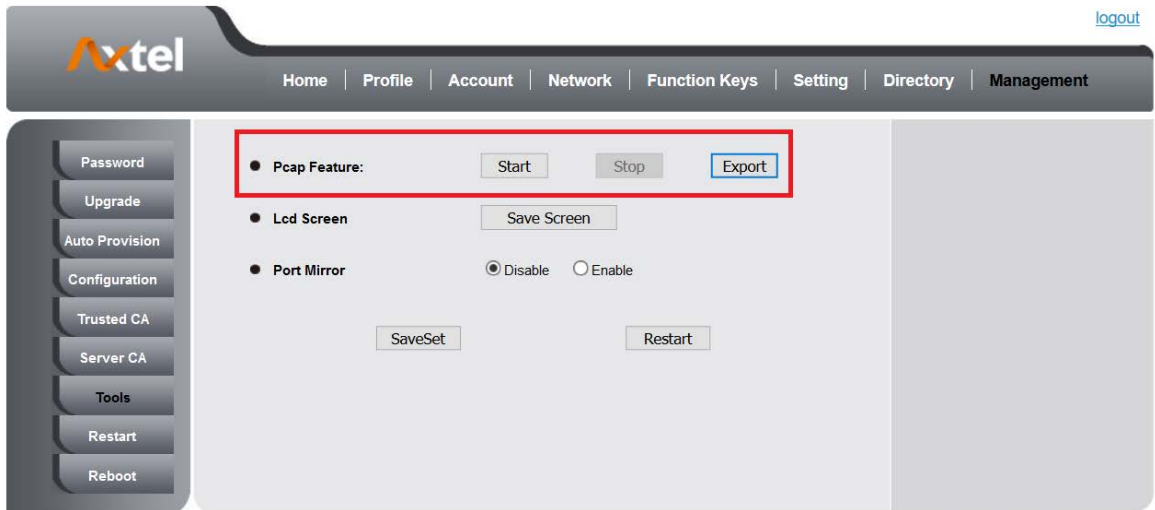 logout
Axtel
Home | Profile | Account | Network | Function Keys | Setting | Directory | Management
Password
Upgrade
Auto Provision
Configuration
Trusted CA
Server CA
Tools
Restart
Reboot
Pcap Feature: Start Stop Export
Lcd Screen Save Screen
Port Mirror Disable Enable
SaveSet Restart